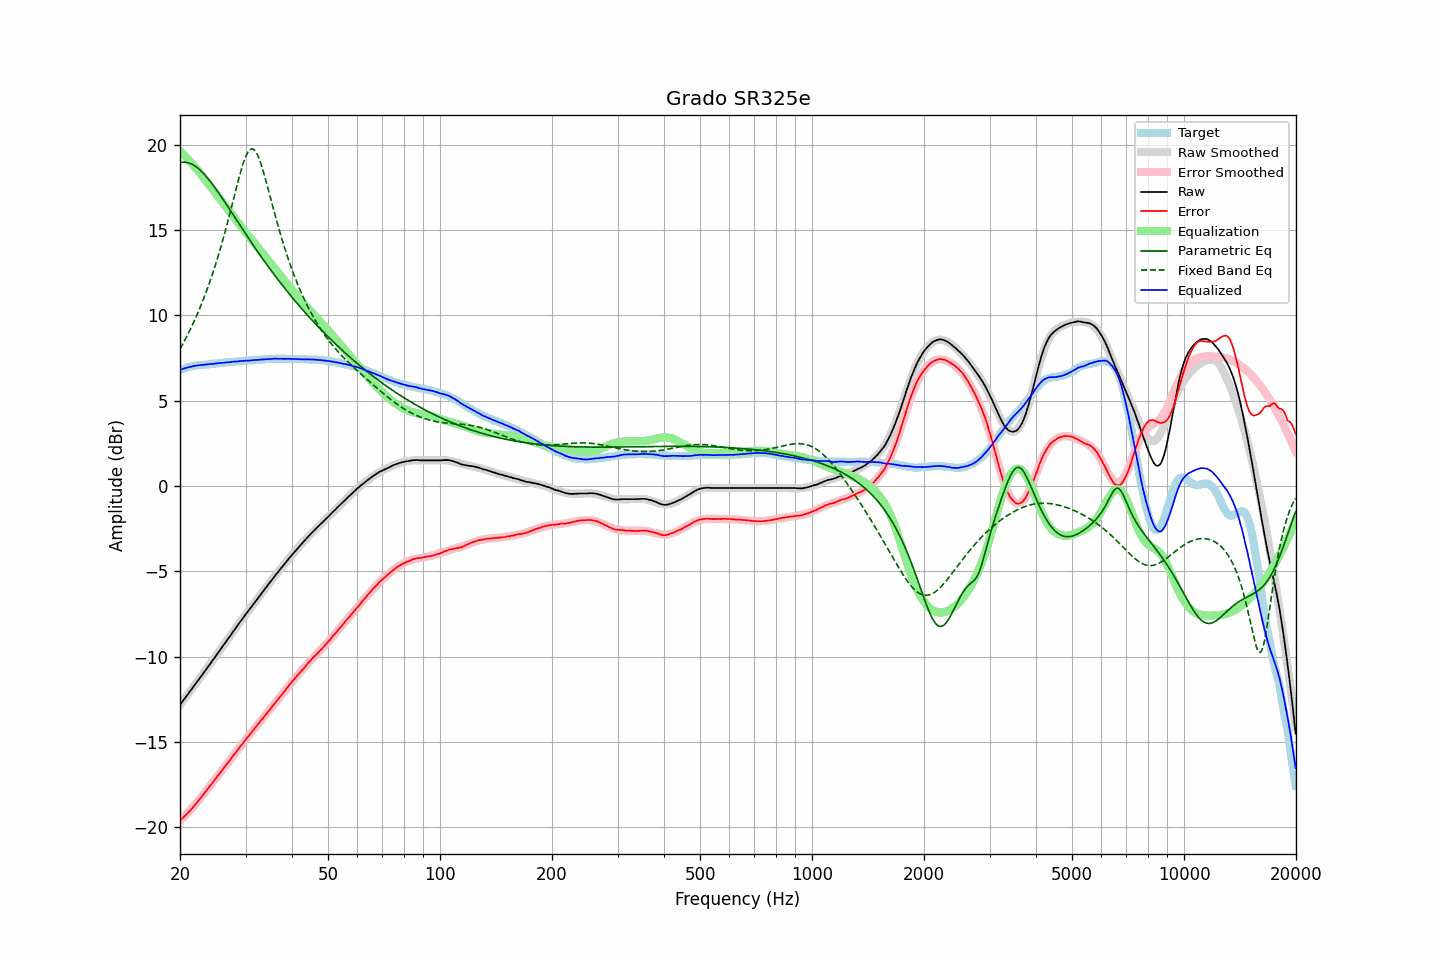 Grado SR325e
Target
Raw Smoothed
Error Smoothed
Raw
Error
Equalization
Parametric Eq
Fixed Band Eq
Equalized
20
15
10
5
0
−5
−10
−15
−20
Amplitude (dBr)
20 50 100 200 500 1000 2000 5000 10000 20000
Frequency (Hz)